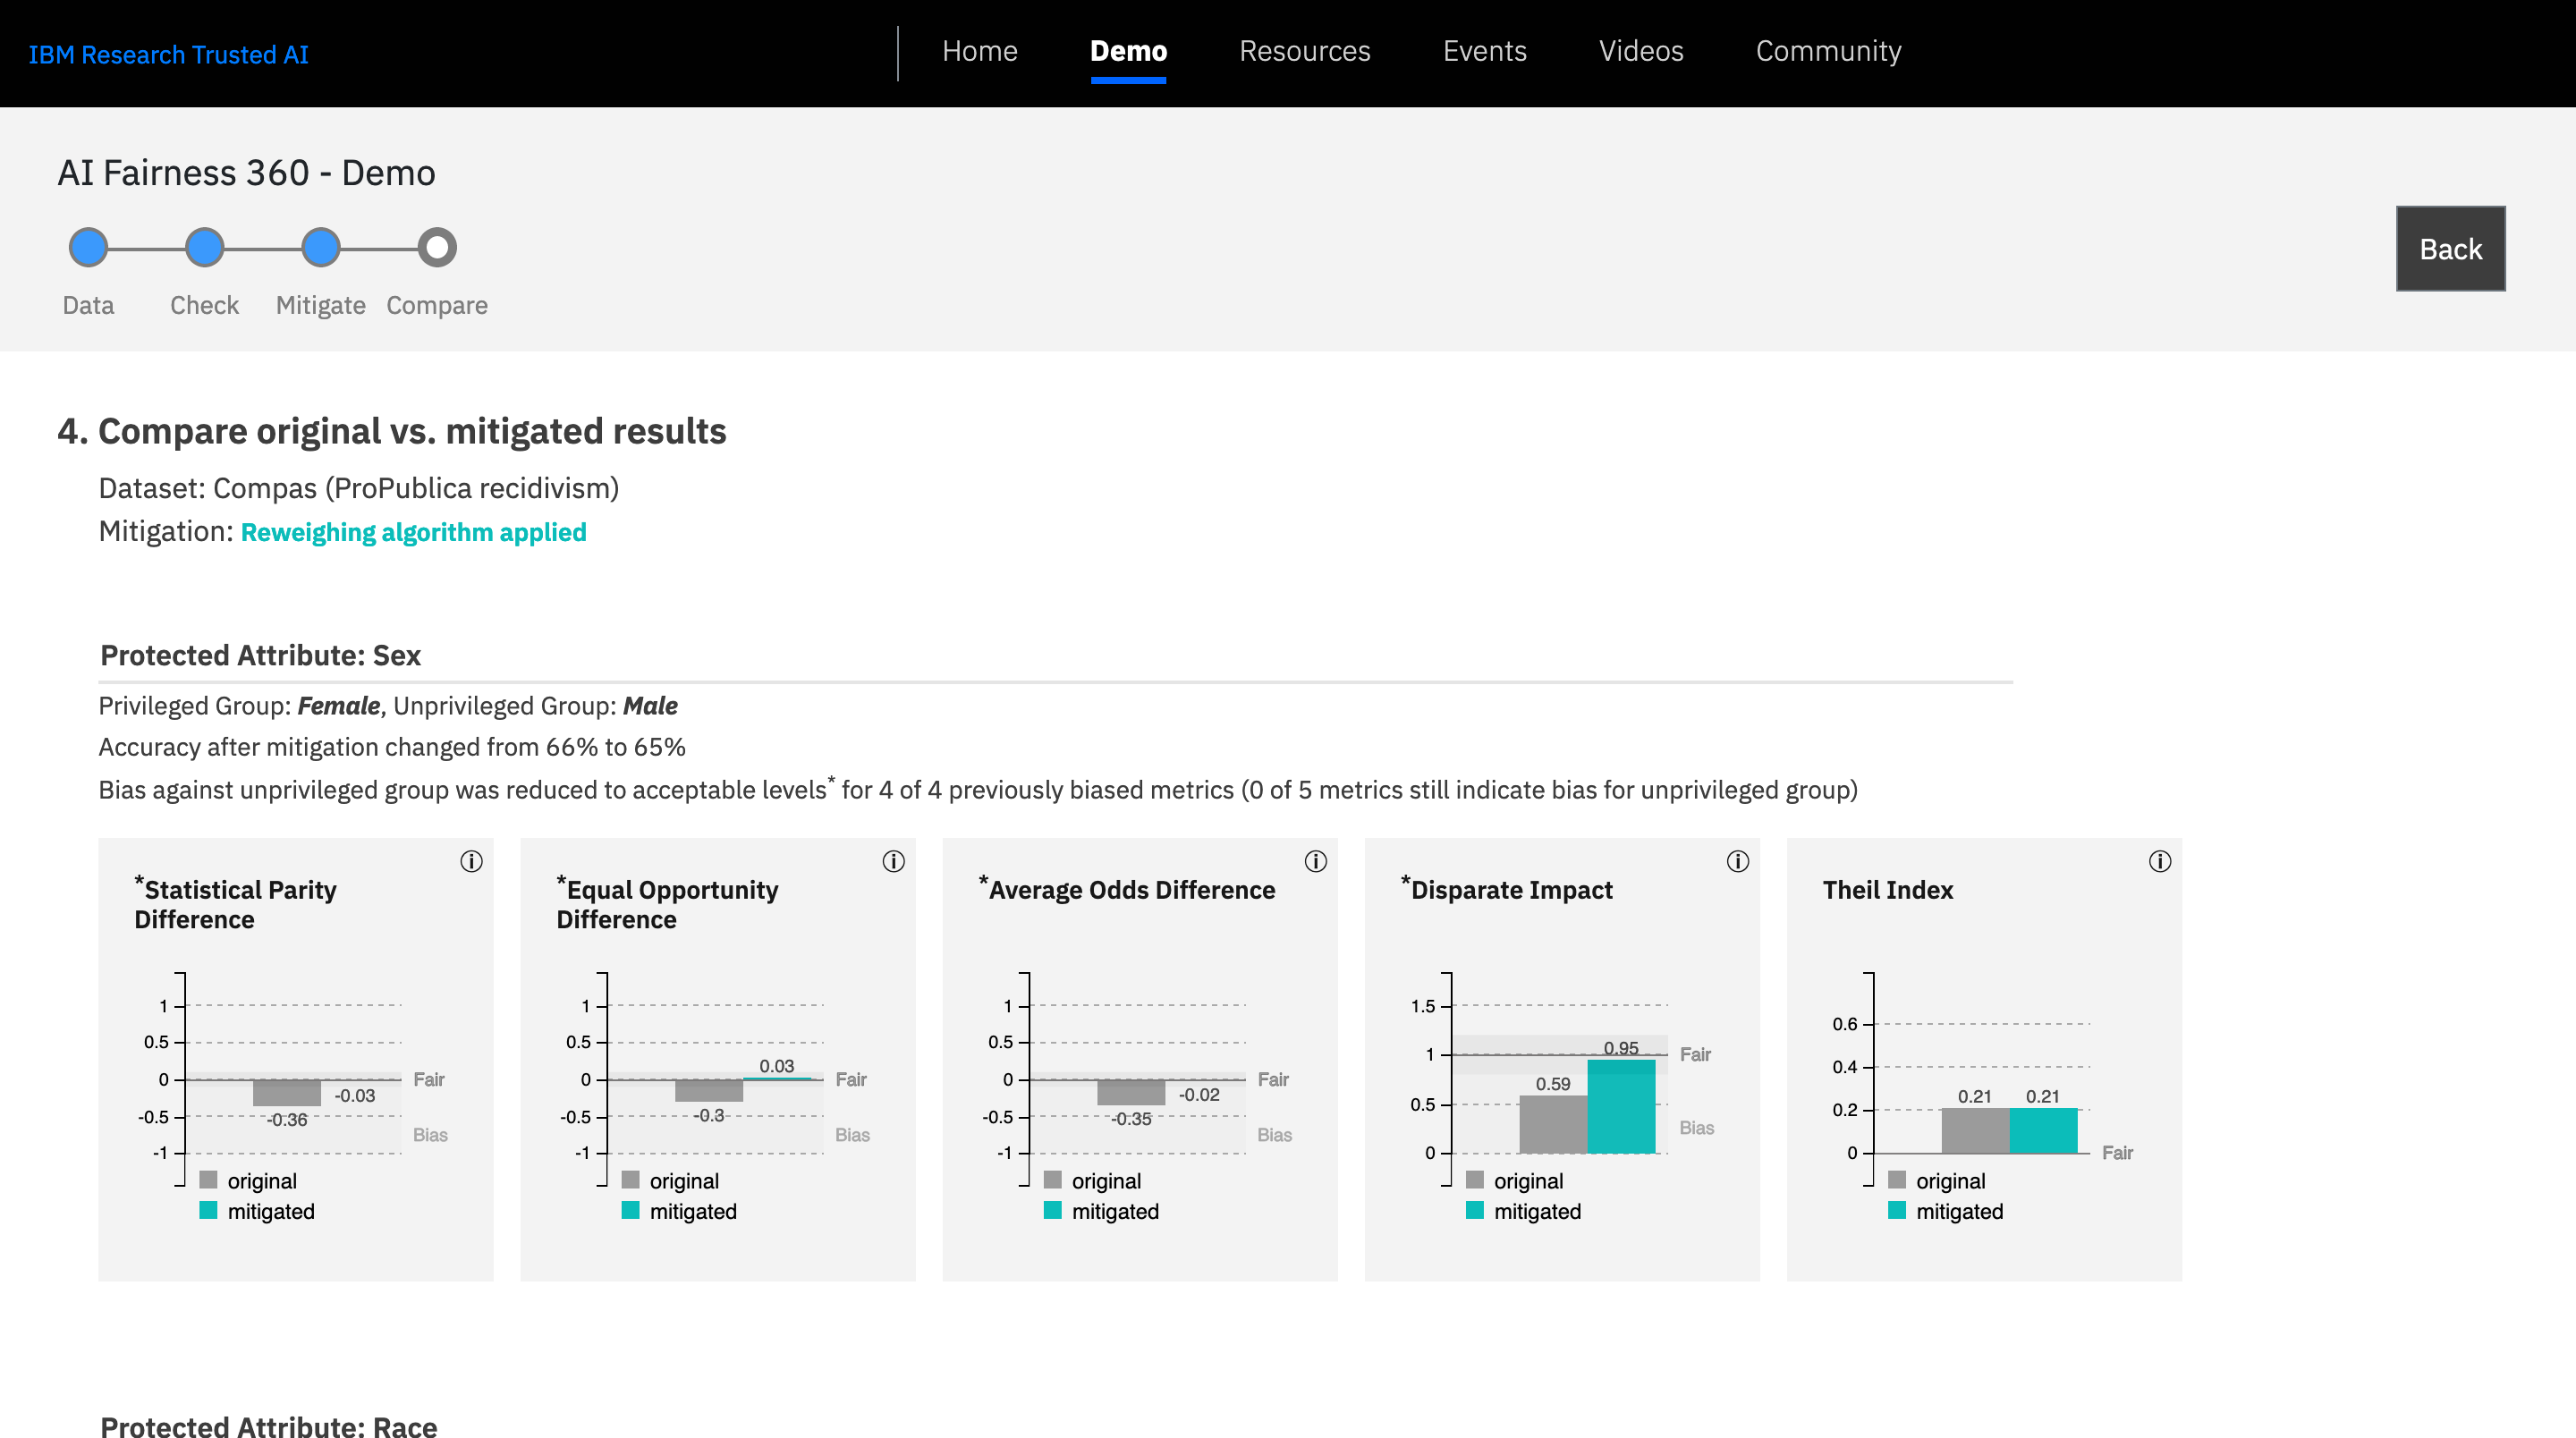 IBM Research Trusted AI
Home Demo Resources Events Videos Community
AI Fairness 360 - Demo
Data Check Mitigate Compare
Back
4. Compare original vs. mitigated results
Dataset: Compas (ProPublica recidivism)
Mitigation: Reweighing algorithm applied
Protected Attribute: Sex
Privileged Group: Female, Unprivileged Group: Male
Accuracy after mitigation changed from 66% to 65%
Bias against unprivileged group was reduced to acceptable levels* for 4 of 4 previously biased metrics (0 of 5 metrics still indicate bias for unprivileged group)
*Statistical Parity
Difference
1
0.5
0
-0.5
-1
-0.36
-0.03
Fair
Bias
original
mitigated
*Equal Opportunity
Difference
1
0.5
0
-0.5
-1
-0.3
0.03
Fair
Bias
original
mitigated
*Average Odds Difference
1
0.5
0
-0.5
-1
-0.35
-0.02
Fair
Bias
original
mitigated
*Disparate Impact
1.5
1
0.5
0
0.59
0.95
Fair
Bias
original
mitigated
Theil Index
0.6
0.4
0.2
0
0.21
0.21
Fair
original
mitigated
Protected Attribute: Race